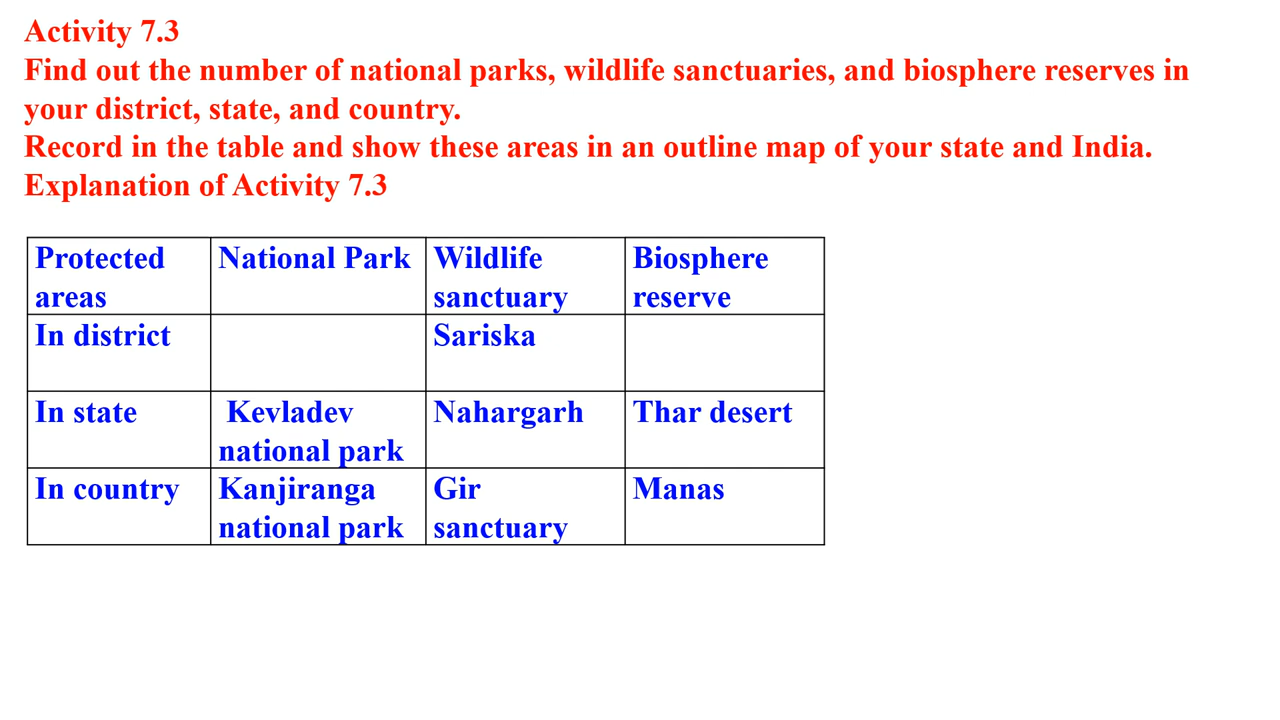 Activity 7.3
Find out the number of national parks, wildlife sanctuaries, and biosphere reserves in
your district, state, and country.
Record in the table and show these areas in an outline map of your state and India.
Explanation of Activity 7.3
Protected areas National Park Wildlife sanctuary Biosphere reserve
In district Sariska
In state Kevladev national park Nahargarh Thar desert
In country Kanjiranga national park Gir sanctuary Manas